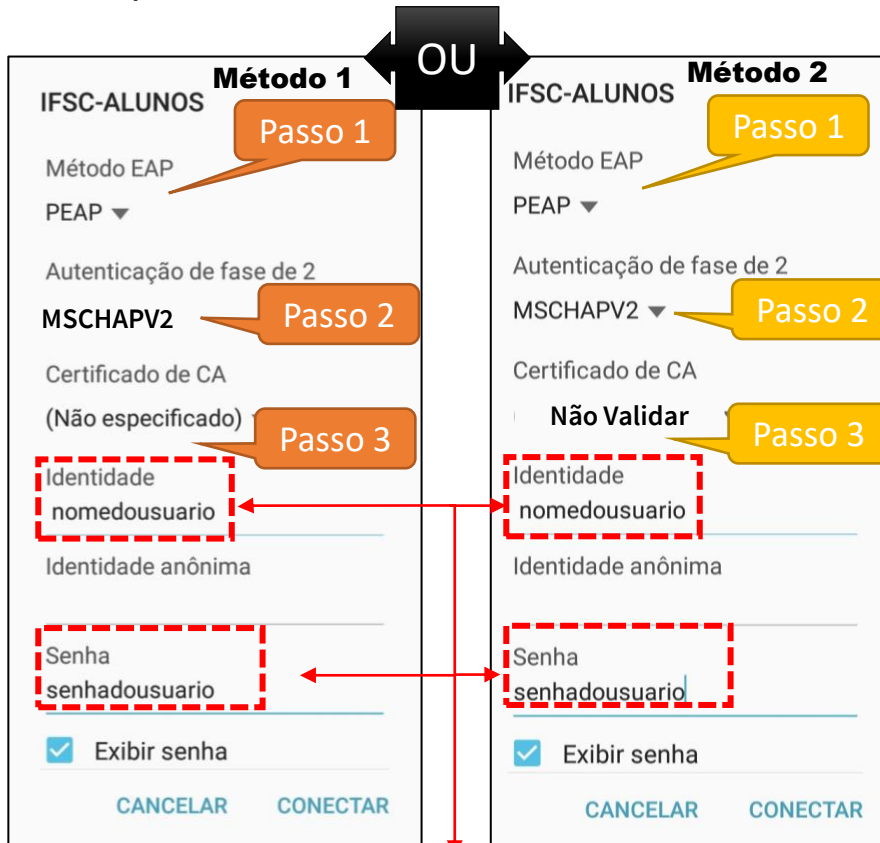 OU
Método 1
IFSC-ALUNOS
Passo 1
Método EAP
PEAP
Autenticação de fase de 2
MSCHAPV2
Passo 2
Certificado de CA
(Não especificado)
Passo 3
Identidade
nomedousuario
Identidade anônima
Senha
senhadousuario
Exibir senha
CANCELAR CONECTAR
Método 2
IFSC-ALUNOS
Passo 1
Método EAP
PEAP
Autenticação de fase de 2
MSCHAPV2
Passo 2
Certificado de CA
Não Validar
Passo 3
Identidade
nomedousuario
Identidade anônima
Senha
senhadousuario
Exibir senha
CANCELAR CONECTAR